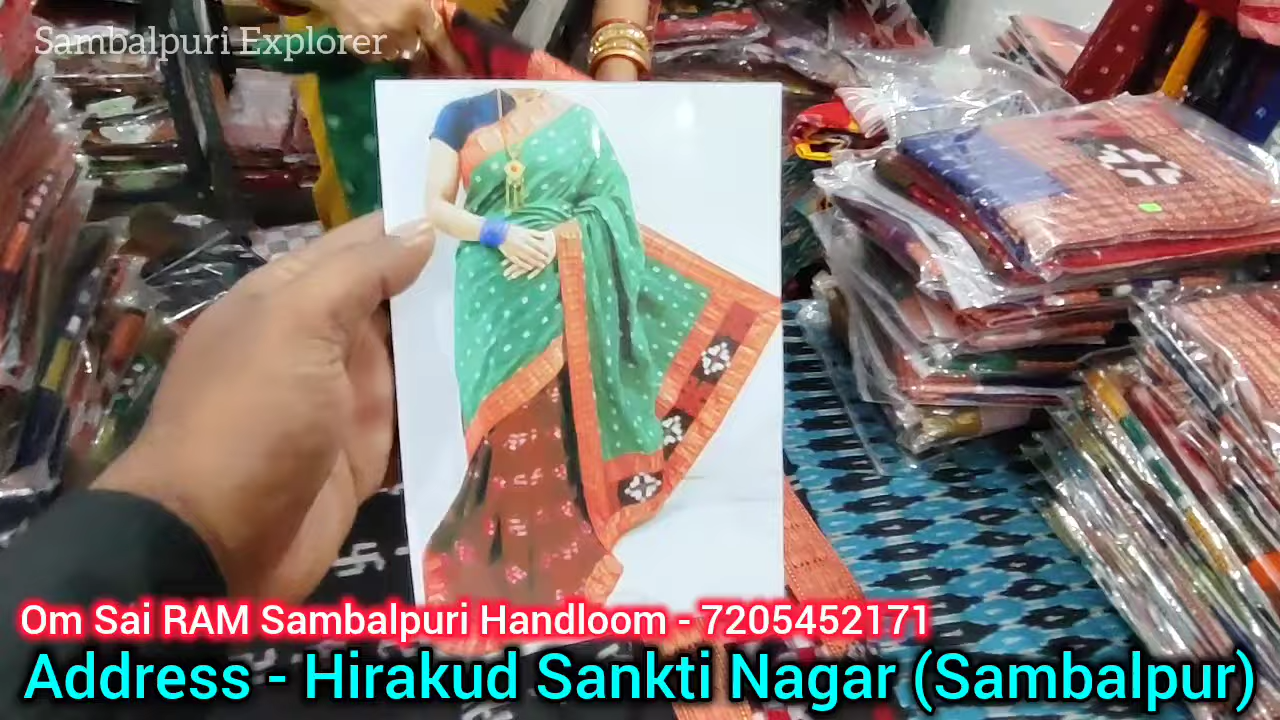 Sambalpuri Explorer
Om Sai RAM Sambalpuri Handloom - 7205452171
Address - Hirakud Sankti Nagar (Sambalpur)